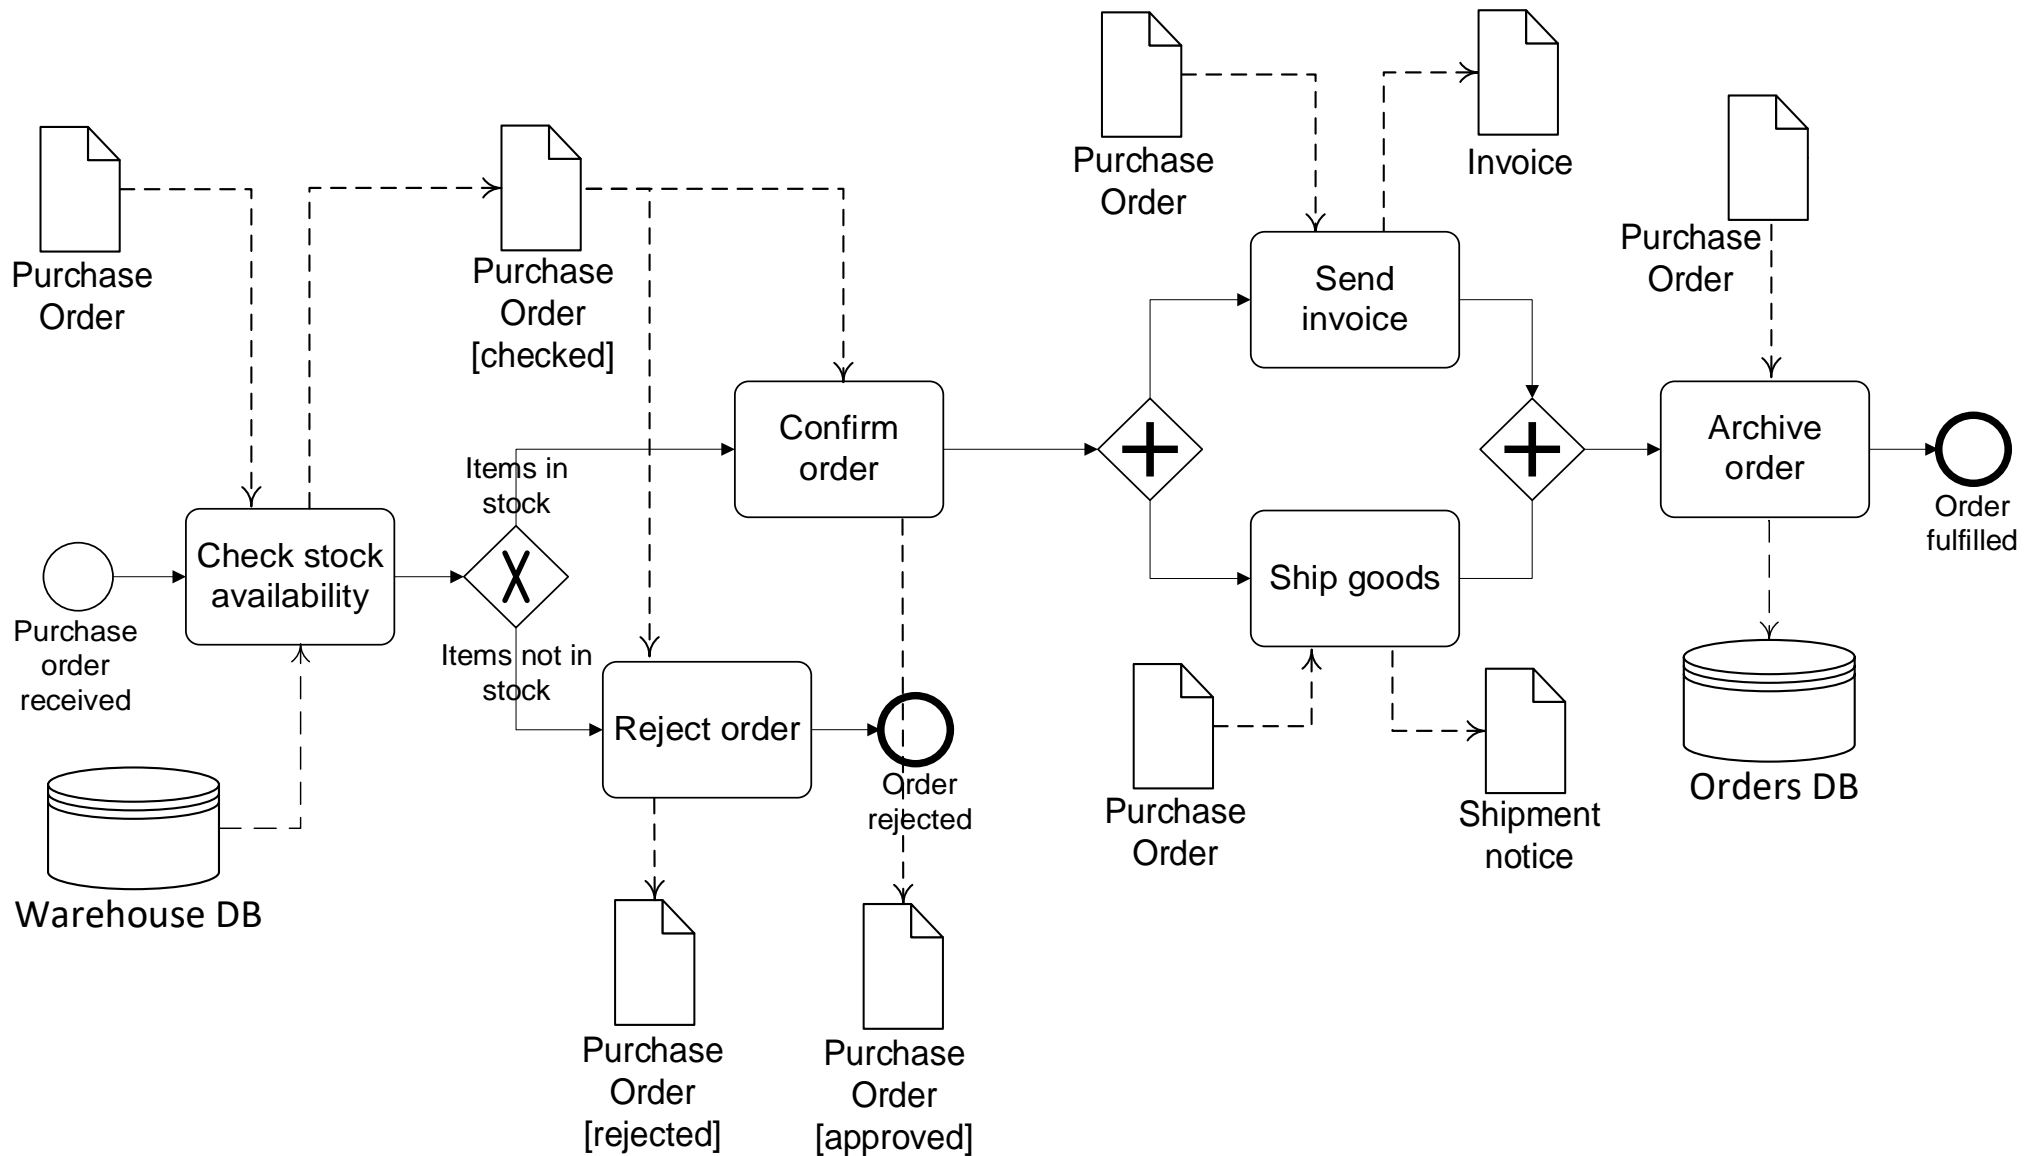 Purchase
Order
Invoice
Purchase
Order
Purchase
Order
Purchase
Order
[checked]
Purchase
Order
Send
invoice
Confirm
order
Archive
order
Items in
stock
Check stock
availability
Order
fulfilled
Ship goods
Purchase
order
received
Items not in
stock
Reject order
Order
rejected
Purchase
Order
Shipment
notice
Orders DB
Warehouse DB
Purchase
Order
[rejected]
Purchase
Order
[approved]